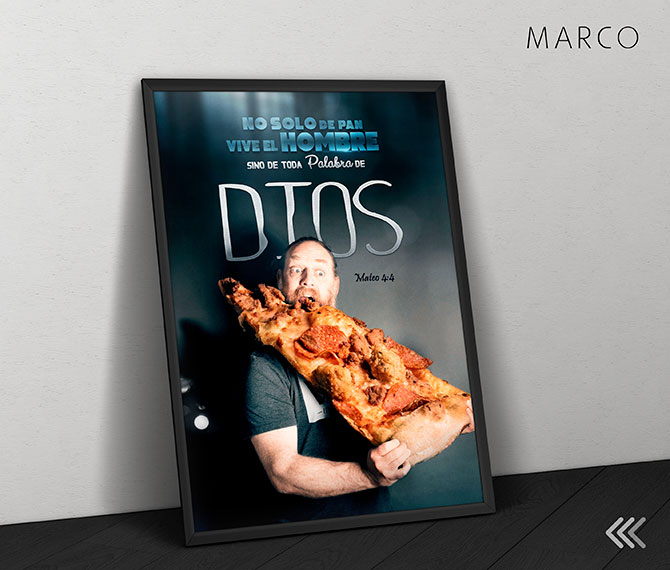 MARCO
NO SOLO DE PAN
VIVE EL HOMBRE
SINO DE TODA Palabra DE
DIOS
Mateo 4:4